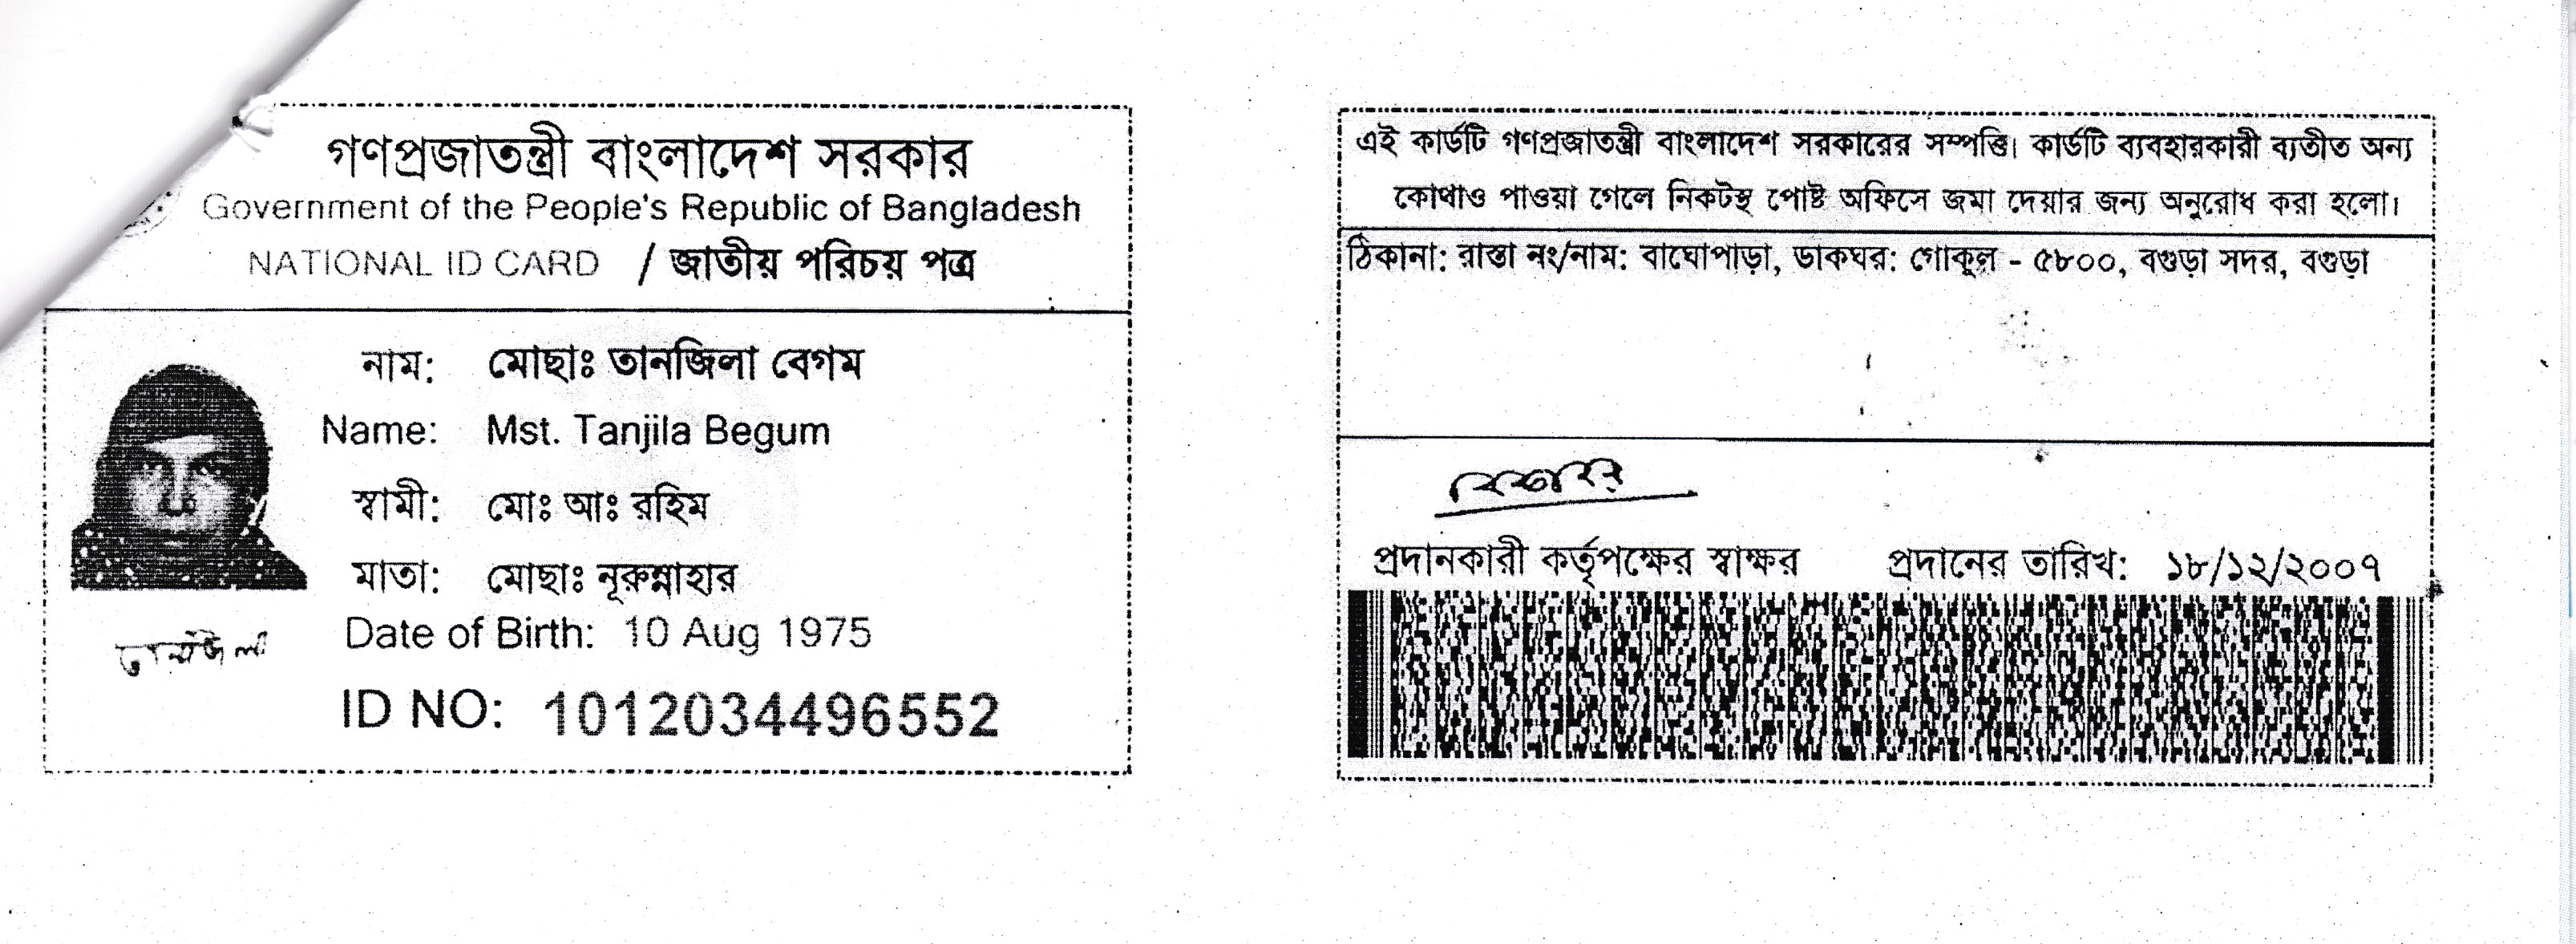 গণপ্রজাতন্ত্রী বাংলাদেশ সরকার
Government of the People's Republic of Bangladesh
NATIONAL ID CARD / জাতীয় পরিচয় পত্র
নাম: মোছাঃ তানজিলা বেগম
Name: Mst. Tanjila Begum
স্বামী: মোঃ আঃ রহিম
মাতা: মোছাঃ নূরুন্নাহার
Date of Birth: 10 Aug 1975
ID NO: 1012034496552
তানজিলা
এই কার্ডটি গণপ্রজাতন্ত্রী বাংলাদেশ সরকারের সম্পত্তি। কার্ডটি ব্যবহারকারী ব্যতীত অন্য
কোথাও পাওয়া গেলে নিকটস্থ পোষ্ট অফিসে জমা দেয়ার জন্য অনুরোধ করা হলো।
ঠিকানা: রাস্তা নং/নাম: বাঘোপাড়া, ডাকঘর: গোকুল - ৫৮০০, বগুড়া সদর, বগুড়া
প্রদানকারী কর্তৃপক্ষের স্বাক্ষর প্রদানের তারিখ: ১৮/১২/২০০৭